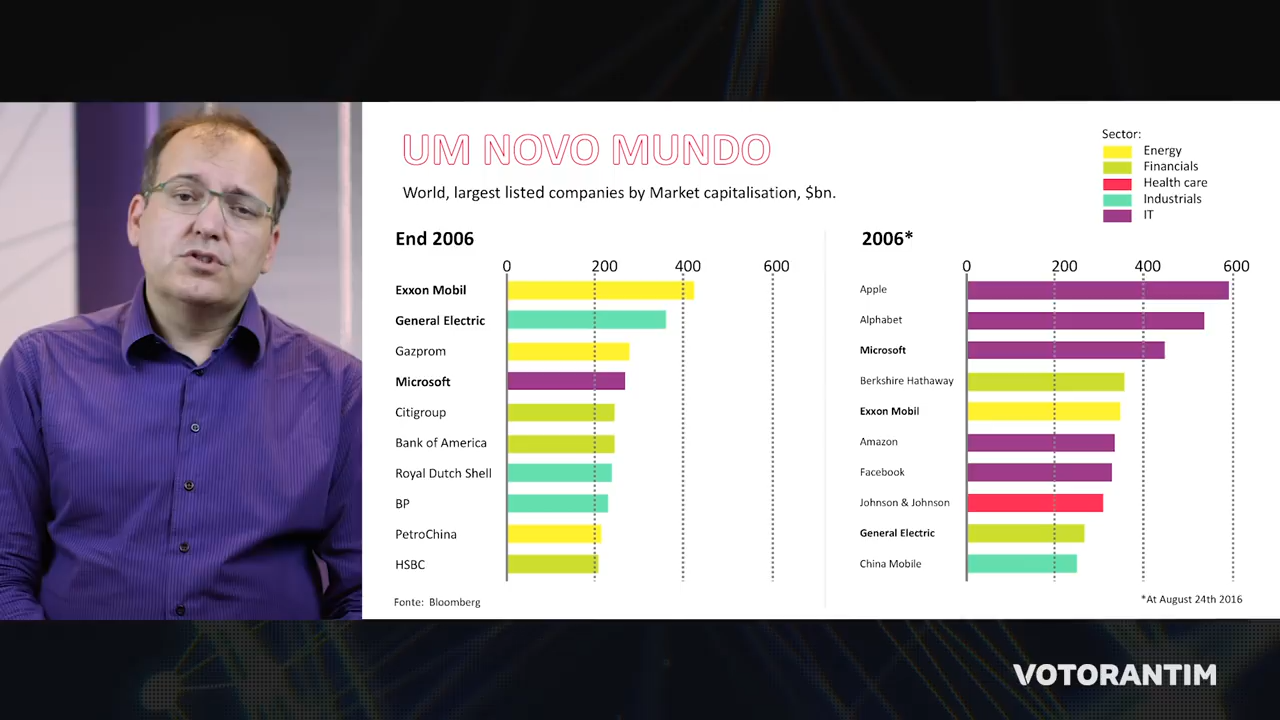 UM NOVO MUNDO
World, largest listed companies by Market capitalisation, $bn.
Sector:
Energy
Financials
Health care
Industrials
IT
End 2006
0 200 400 600
Exxon Mobil
General Electric
Gazprom
Microsoft
Citigroup
Bank of America
Royal Dutch Shell
BP
PetroChina
HSBC
Fonte: Bloomberg
2006*
0 200 400 600
Apple
Alphabet
Microsoft
Berkshire Hathaway
Exxon Mobil
Amazon
Facebook
Johnson & Johnson
General Electric
China Mobile
*At August 24th 2016
VOTORANTIM